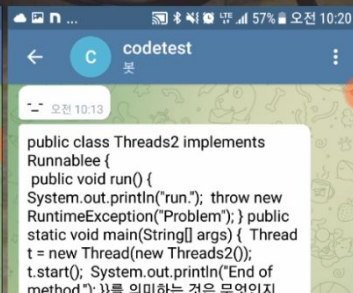 n ... LTE 57% 오전 10:20
C codetest
봇
-_- 오전 10:13
public class Threads2 implements
Runnablee {
public void run() {
System.out.println("run."); throw new
RuntimeException("Problem"); } public
static void main(String[] args) { Thread
t = new Thread(new Threads2());
t.start(); System.out.println("End of
method."); }}를 의미하는 것은 무엇인지